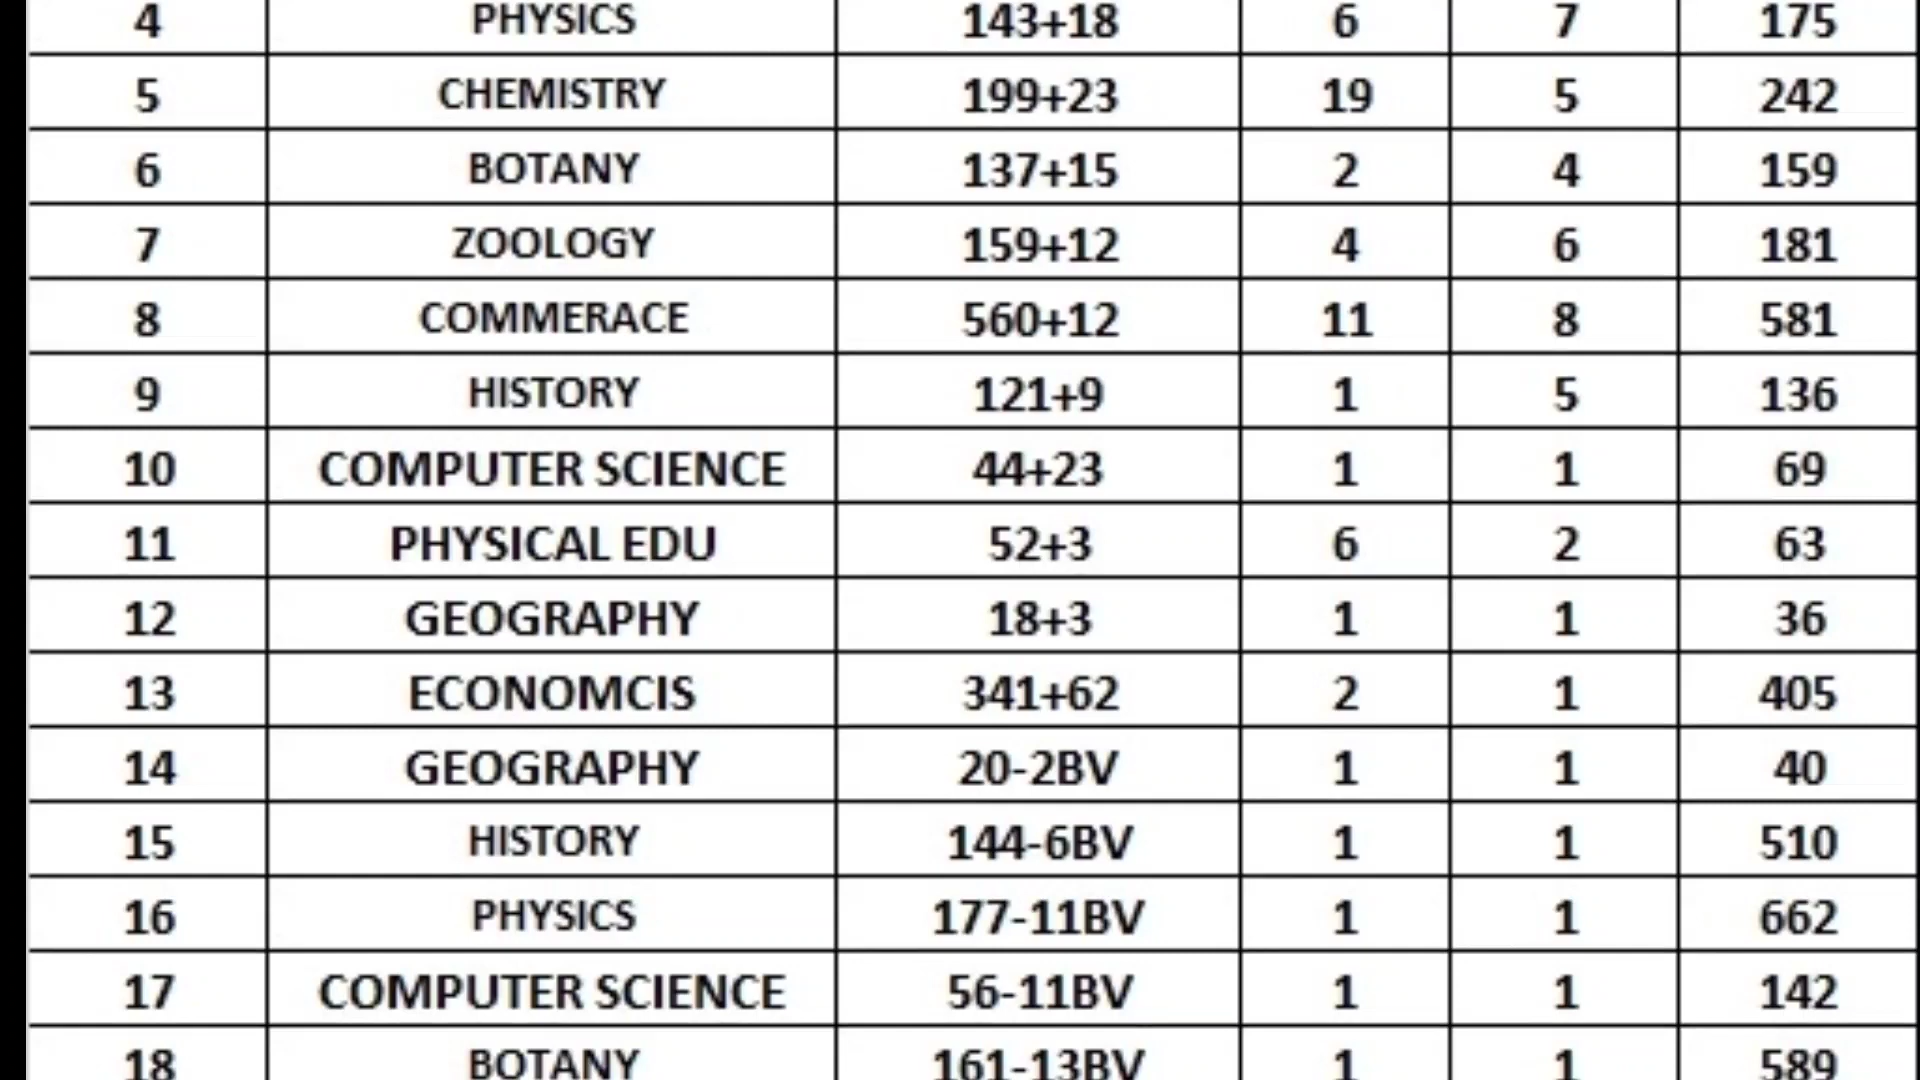 4 PHYSICS 143+18 6 7 175
5 CHEMISTRY 199+23 19 5 242
6 BOTANY 137+15 2 4 159
7 ZOOLOGY 159+12 4 6 181
8 COMMERACE 560+12 11 8 581
9 HISTORY 121+9 1 5 136
10 COMPUTER SCIENCE 44+23 1 1 69
11 PHYSICAL EDU 52+3 6 2 63
12 GEOGRAPHY 18+3 1 1 36
13 ECONOMCIS 341+62 2 1 405
14 GEOGRAPHY 20-2BV 1 1 40
15 HISTORY 144-6BV 1 1 510
16 PHYSICS 177-11BV 1 1 662
17 COMPUTER SCIENCE 56-11BV 1 1 142
18 BOTANY 161-13BV 1 1 589